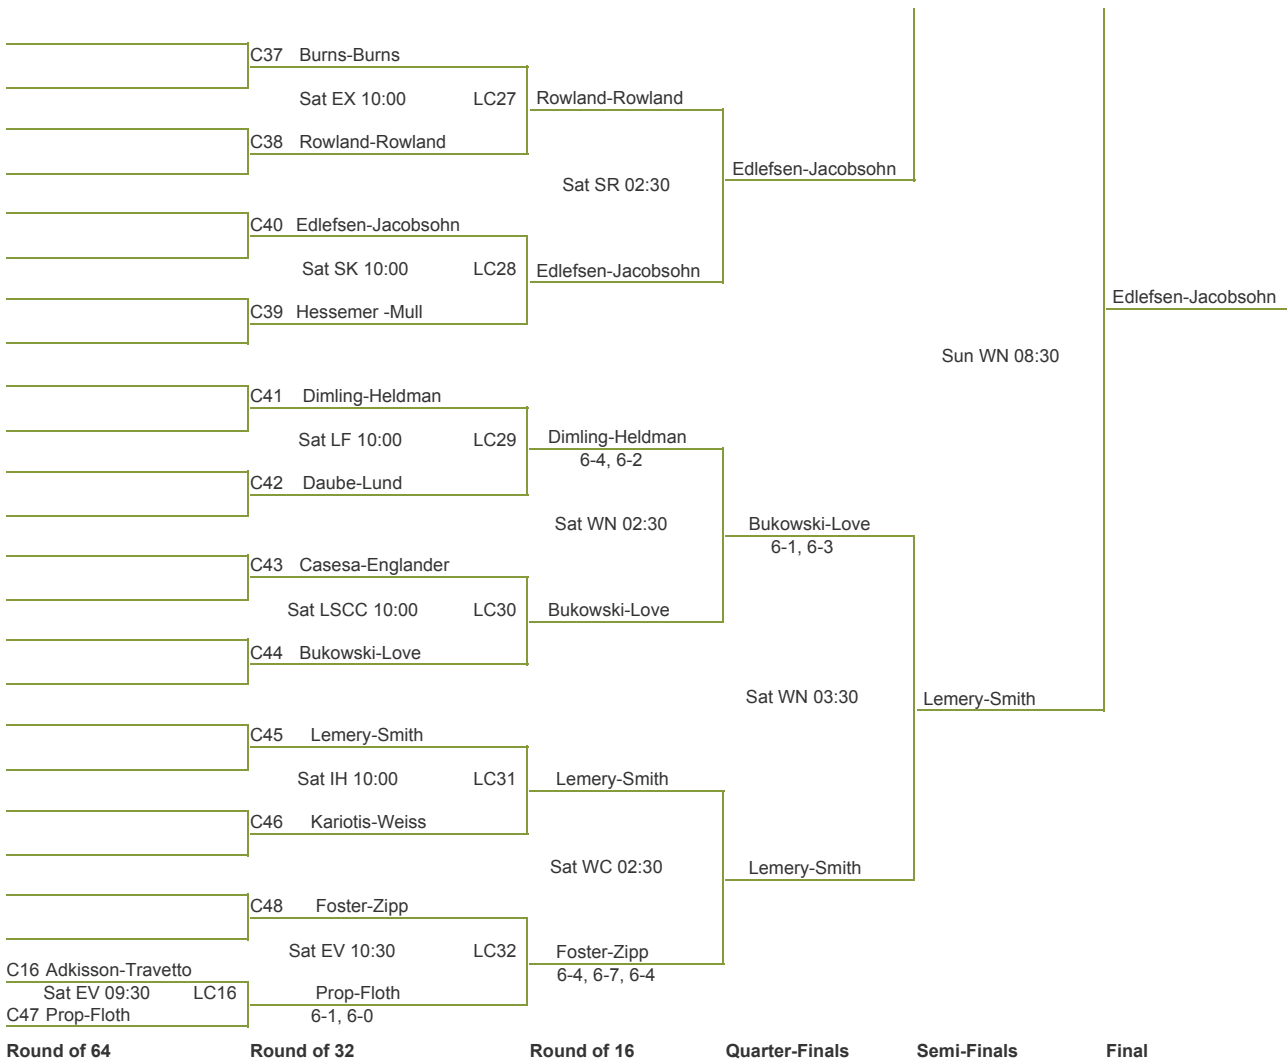 C37 Burns-Burns
Sat EX 10:00 LC27 Rowland-Rowland
C38 Rowland-Rowland
Edlefsen-Jacobsohn
Sat SR 02:30
C40 Edlefsen-Jacobsohn
Sat SK 10:00 LC28 Edlefsen-Jacobsohn
Edlefsen-Jacobsohn
C39 Hessemer -Mull
Sun WN 08:30
C41 Dimling-Heldman
Sat LF 10:00 LC29 Dimling-Heldman
6-4, 6-2
C42 Daube-Lund
Sat WN 02:30 Bukowski-Love
6-1, 6-3
C43 Casesa-Englander
Sat LSCC 10:00 LC30 Bukowski-Love
C44 Bukowski-Love
Sat WN 03:30 Lemery-Smith
C45 Lemery-Smith
Sat IH 10:00 LC31 Lemery-Smith
C46 Kariotis-Weiss
Sat WC 02:30 Lemery-Smith
C48 Foster-Zipp
Sat EV 10:30 LC32 Foster-Zipp
6-4, 6-7, 6-4
C16 Adkisson-Travetto
Sat EV 09:30 LC16 Prop-Floth
C47 Prop-Floth 6-1, 6-0
Round of 64 Round of 32 Round of 16 Quarter-Finals Semi-Finals Final